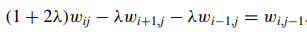 (1 + 2λ)w_{ij} − λw_{i+1,j} − λw_{i−1,j} = w_{i,j−1}